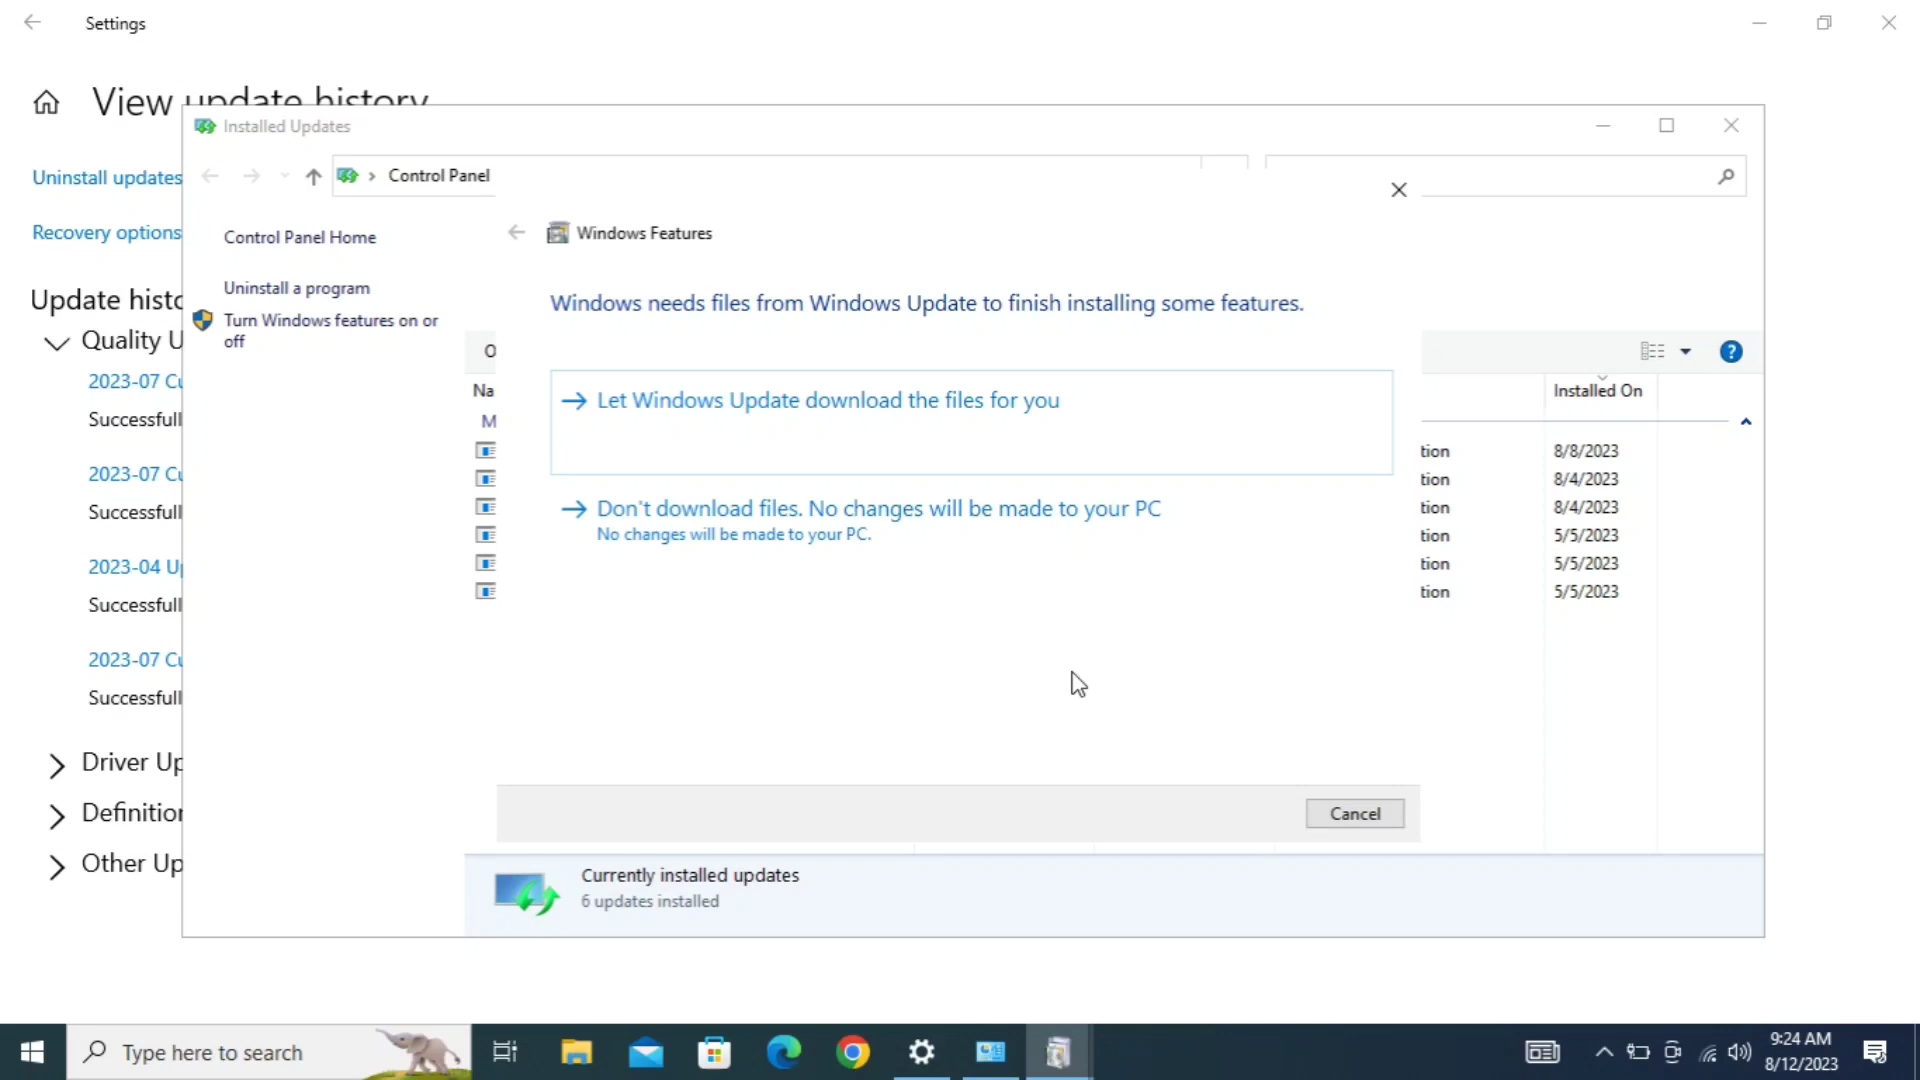 Settings
View update history
Installed Updates
Uninstall updates
Control Panel
Recovery options
Control Panel Home
Windows Features
Uninstall a program
Turn Windows features on or
off
Windows needs files from Windows Update to finish installing some features.
Update histo
Quality U
O
2023-07 Cu
Na
Let Windows Update download the files for you
Installed On
Successfull
M
tion 8/8/2023
2023-07 Cu
tion 8/4/2023
Successfull
Don't download files. No changes will be made to your PC
tion 8/4/2023
No changes will be made to your PC.
tion 5/5/2023
2023-04 Up
tion 5/5/2023
Successfull
tion 5/5/2023
2023-07 Cu
Successfull
Driver Up
Definition
Cancel
Other Up
Currently installed updates
6 updates installed
Type here to search
9:24 AM
8/12/2023